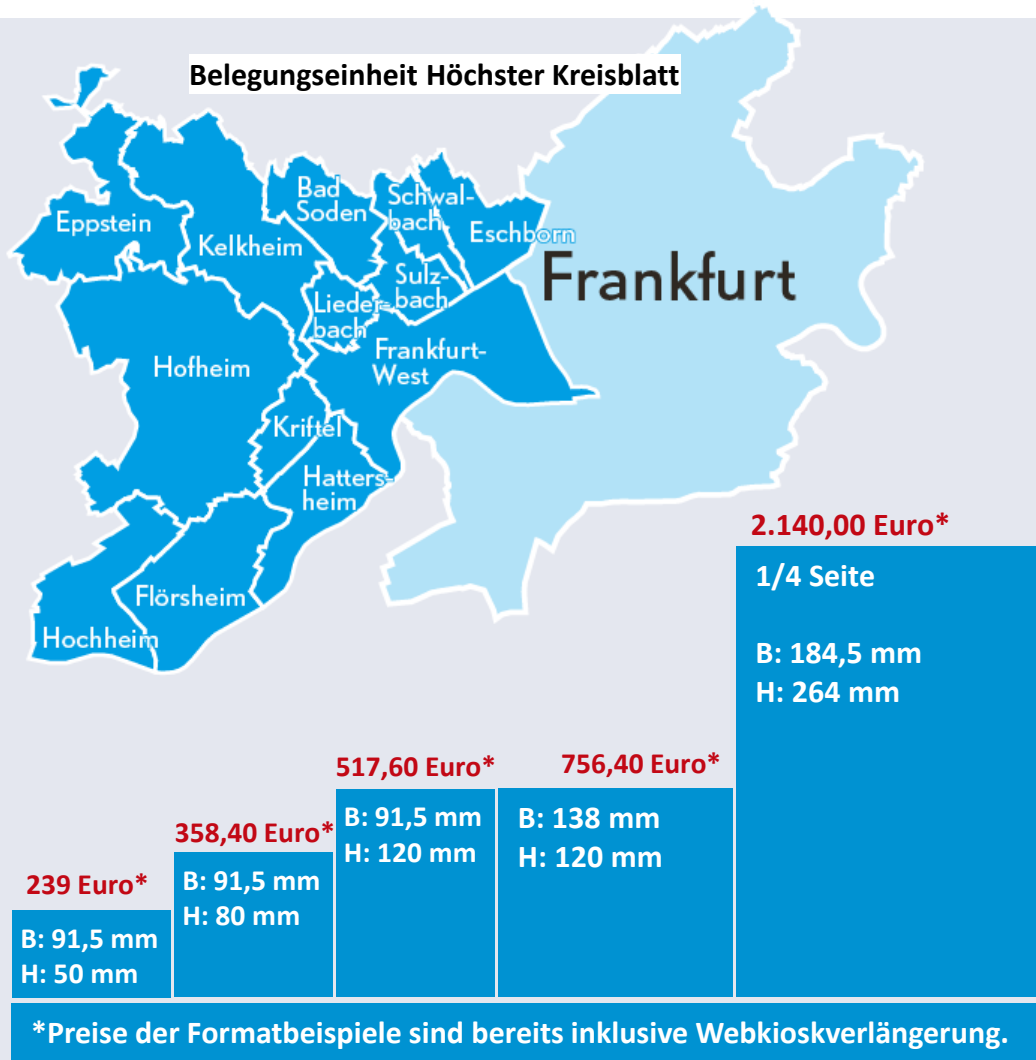 Belegungseinheit Höchster Kreisblatt
Eppstein
Kelkheim
Bad
Soden
Schwal-
bach
Eschborn
Sulz-
bach
Lieder-
bach
Frankfurt
Frankfurt-
West
Hofheim
Kriftel
Hatters-
heim
Flörsheim
Hochheim
239 Euro*
B: 91,5 mm
H: 50 mm
358,40 Euro*
B: 91,5 mm
H: 80 mm
517,60 Euro*
B: 91,5 mm
H: 120 mm
756,40 Euro*
B: 138 mm
H: 120 mm
2.140,00 Euro*
1/4 Seite
B: 184,5 mm
H: 264 mm
*Preise der Formatbeispiele sind bereits inklusive Webkioskverlängerung.